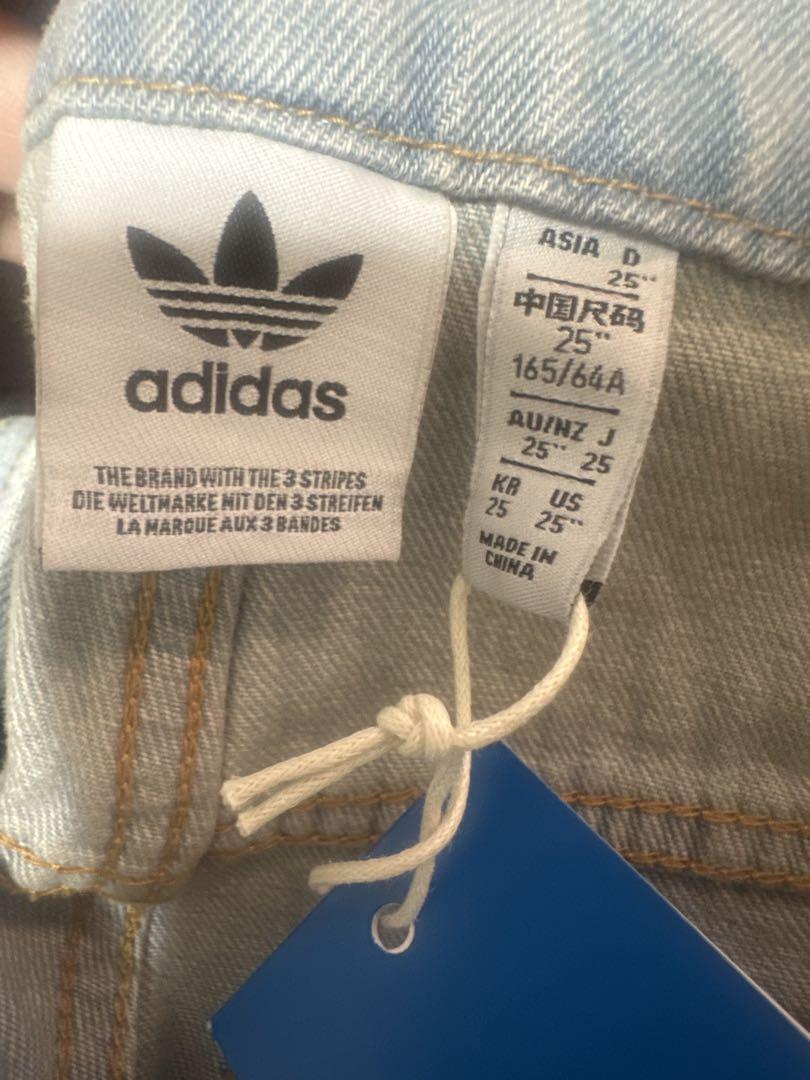 adidas
THE BRAND WITH THE 3 STRIPES
DIE WELTMARKE MIT DEN 3 STREIFEN
LA MARQUE AUX 3 BANDES
ASIA D
25"
中国尺码
25"
165/64A
AU/NZ J
25" 25
KR US
25 25"
MADE IN
CHINA